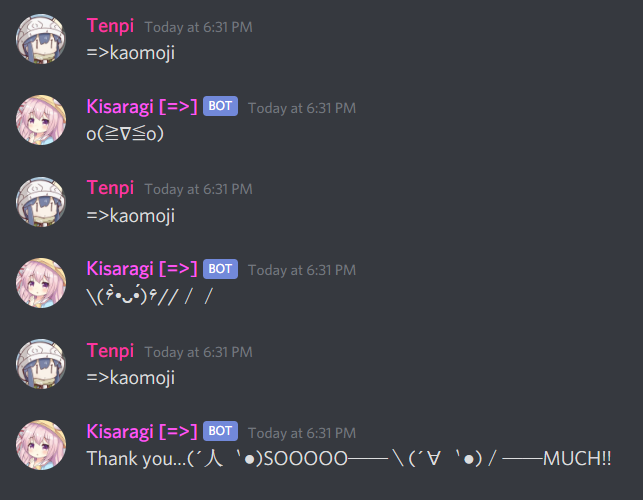 Tenpi Today at 6:31 PM
=>kaomoji
Kisaragi [=>] BOT Today at 6:31 PM
o(≧∇≦o)
Tenpi Today at 6:31 PM
=>kaomoji
Kisaragi [=>] BOT Today at 6:31 PM
\(۶•̀ᴗ•́)۶//／／
Tenpi Today at 6:31 PM
=>kaomoji
Kisaragi [=>] BOT Today at 6:31 PM
Thank you...(´人｀●)SOOOOO——＼(´∀｀●)／——MUCH!!